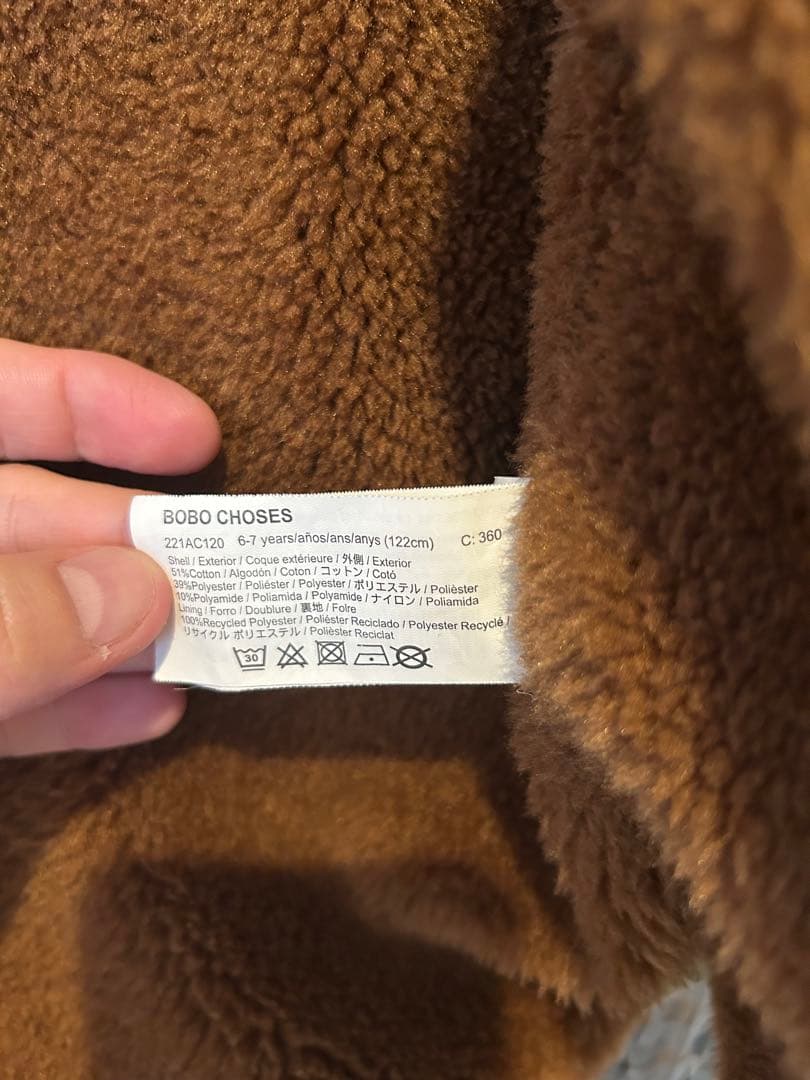 BOBO CHOSES
221AC120 6-7 years/años/ans/anys (122cm) C: 360
Shell / Exterior / Coque extérieure / 外側 / Exterior
51%Cotton / Algodón / Coton / コットン / Cotó
39%Polyester / Poliéster / Polyester / ポリエステル / Polièster
10%Polyamide / Poliamida / Polyamide / ナイロン / Poliamida
Lining / Forro / Doublure / 裏地 / Folre
100%Recycled Polyester / Poliéster Reciclado / Polyester Recyclé /
リサイクル ポリエステル / Polièster Reciclat
30